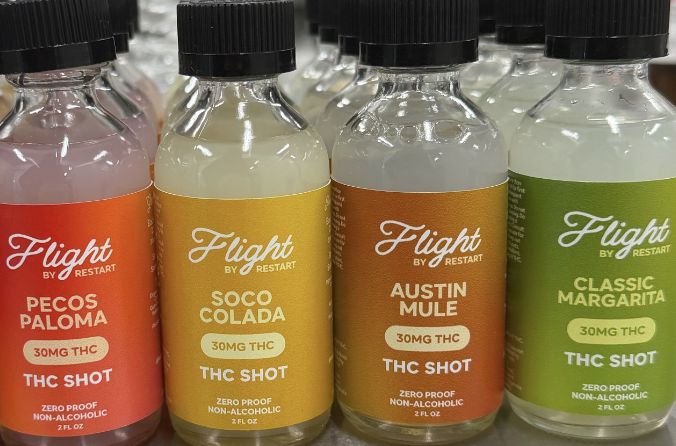 Flight
BY RESTART
PECOS
PALOMA
30MG THC
THC SHOT
ZERO PROOF
NON-ALCOHOLIC
2 FL OZ
Flight
BY RESTART
SOCO
COLADA
30MG THC
THC SHOT
ZERO PROOF
NON-ALCOHOLIC
2 FL OZ
Flight
BY RESTART
AUSTIN
MULE
30MG THC
THC SHOT
ZERO PROOF
NON-ALCOHOLIC
2 FL OZ
Flight
BY RESTART
CLASSIC
MARGARITA
30MG THC
THC SHOT
ZERO PROOF
NON-ALCOHOLIC
2 FL OZ